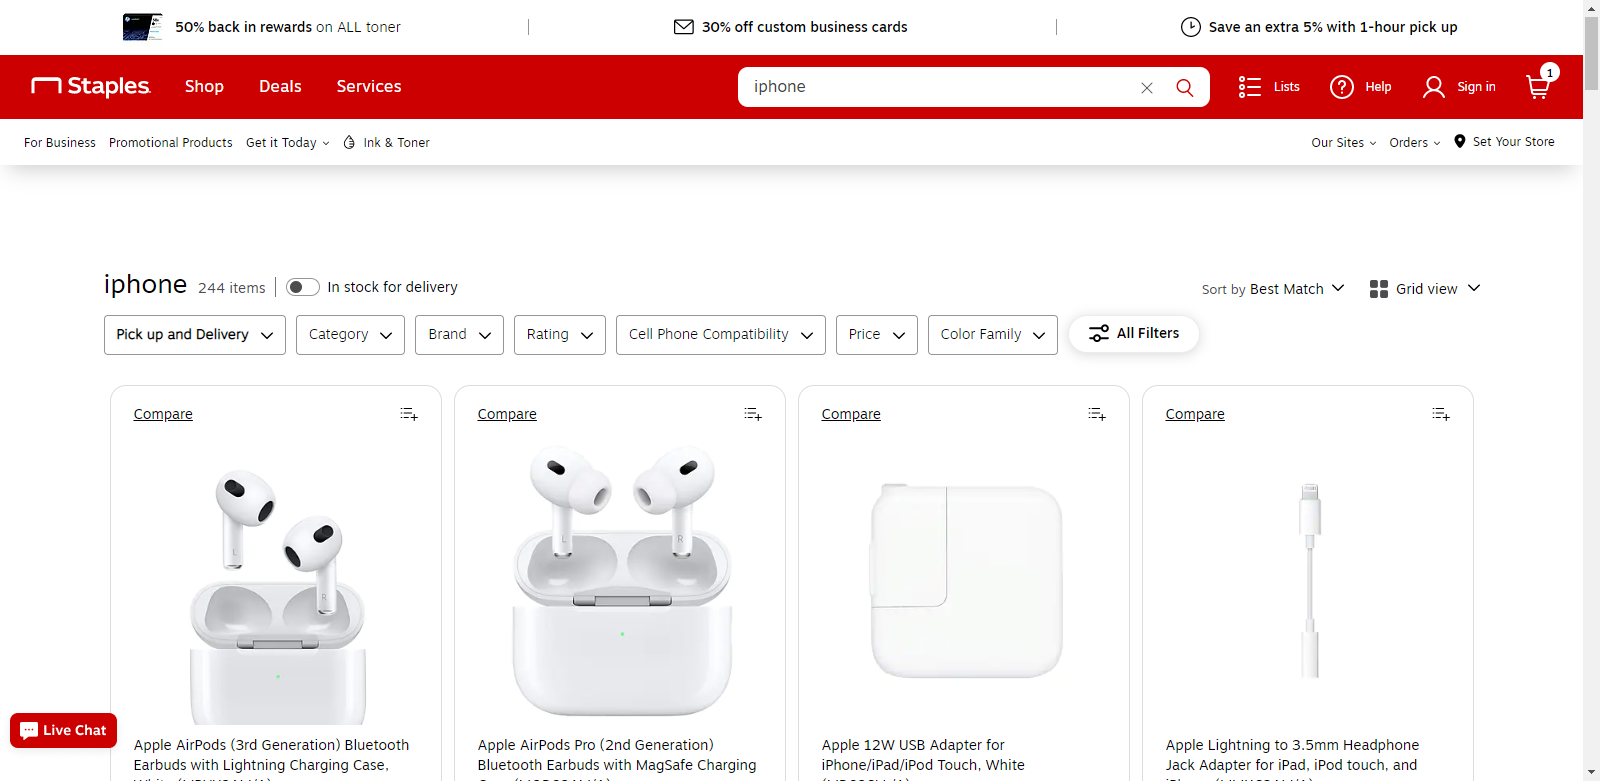 50% back in rewards on ALL toner
30% off custom business cards
Save an extra 5% with 1-hour pick up
Staples
Shop
Deals
Services
iphone
Lists
Help
Sign in
1
For Business
Promotional Products
Get it Today
Ink & Toner
Our Sites
Orders
Set Your Store
iphone
244 items
In stock for delivery
Sort by Best Match
Grid view
Pick up and Delivery
Category
Brand
Rating
Cell Phone Compatibility
Price
Color Family
All Filters
Compare
Compare
Compare
Compare
L
R
L
R
Live Chat
Apple AirPods (3rd Generation) Bluetooth
Earbuds with Lightning Charging Case,
Apple AirPods Pro (2nd Generation)
Bluetooth Earbuds with MagSafe Charging
Apple 12W USB Adapter for
iPhone/iPad/iPod Touch, White
Apple Lightning to 3.5mm Headphone
Jack Adapter for iPad, iPod touch, and